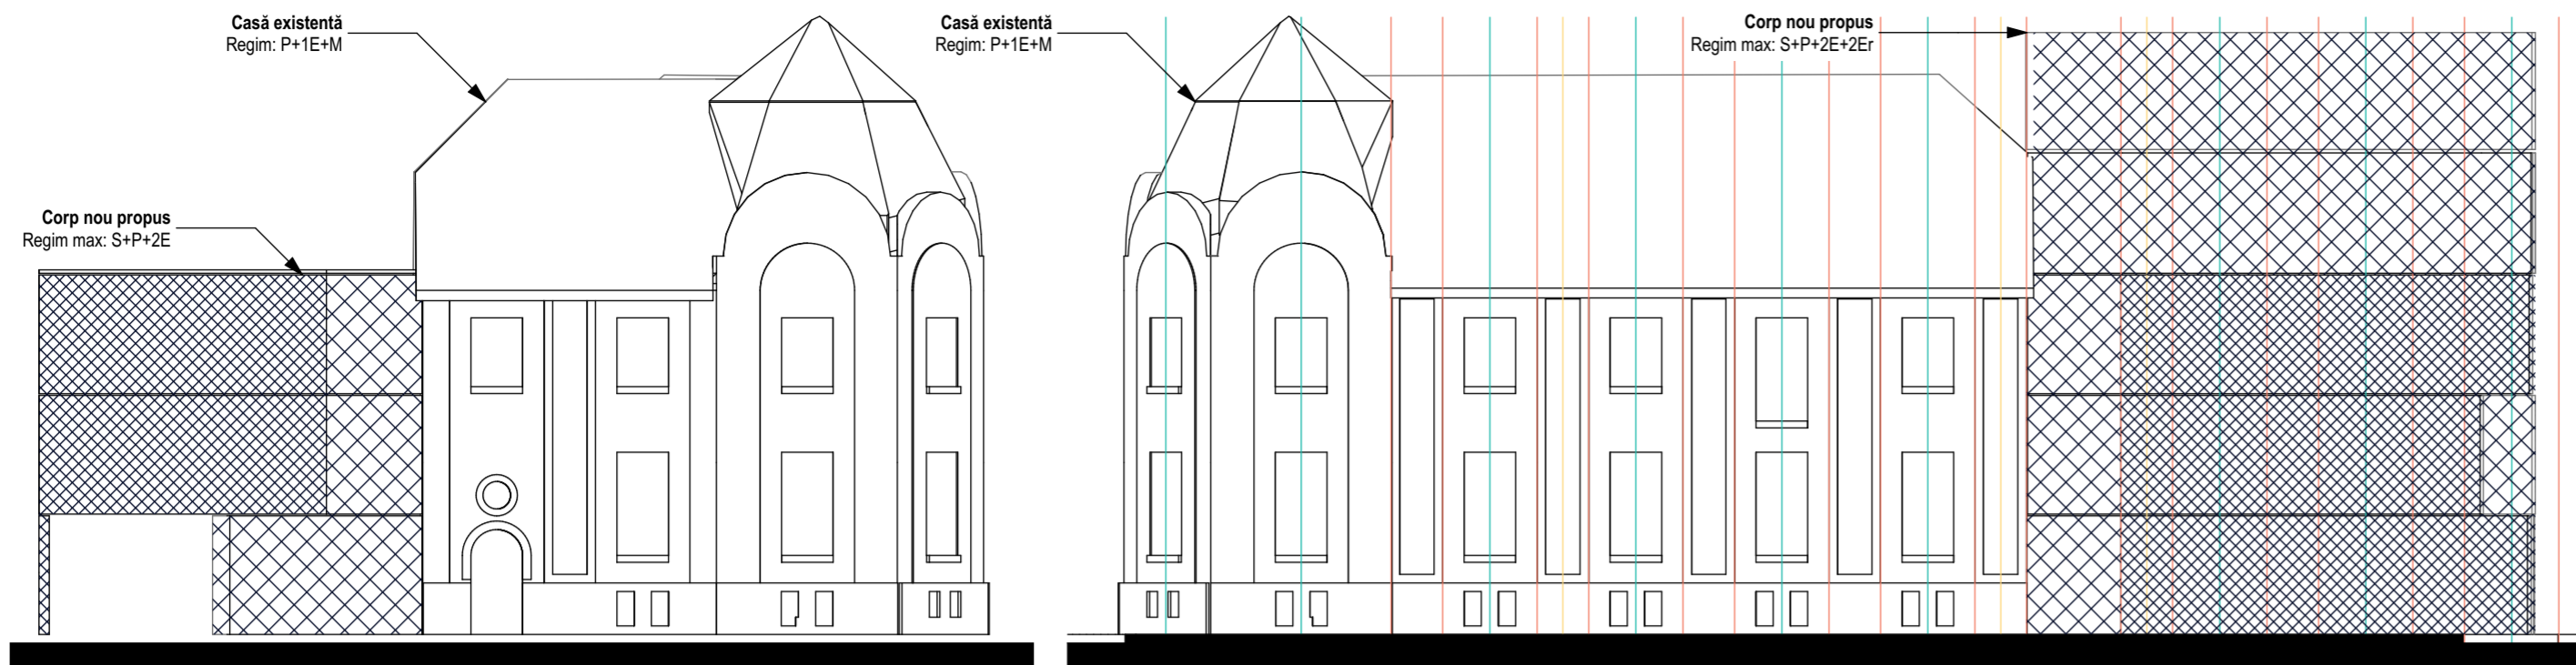 Casă existentă
Regim: P+1E+M
Corp nou propus
Regim max: S+P+2E
Casă existentă
Regim: P+1E+M
Corp nou propus
Regim max: S+P+2E+2Er